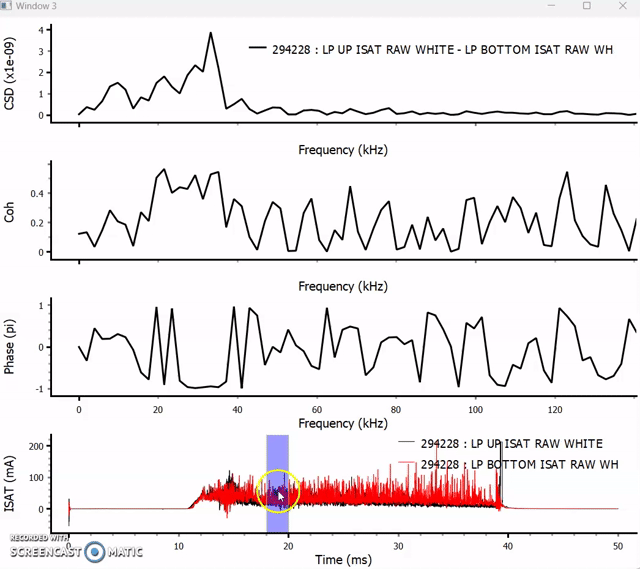 Window 3
CSD (x1e-09)
4
3
2
1
0
294228 : LP UP ISAT RAW WHITE - LP BOTTOM ISAT RAW WH
Frequency (kHz)
Coh
0.4
0.2
0
Frequency (kHz)
Phase (pi)
1
0
-1
0 20 40 60 80 100 120
Frequency (kHz)
ISAT (mA)
200
100
0
294228 : LP UP ISAT RAW WHITE
294228 : LP BOTTOM ISAT RAW WH
0 10 20 30 40 50
Time (ms)
RECORDED WITH
SCREENCAST MATIC